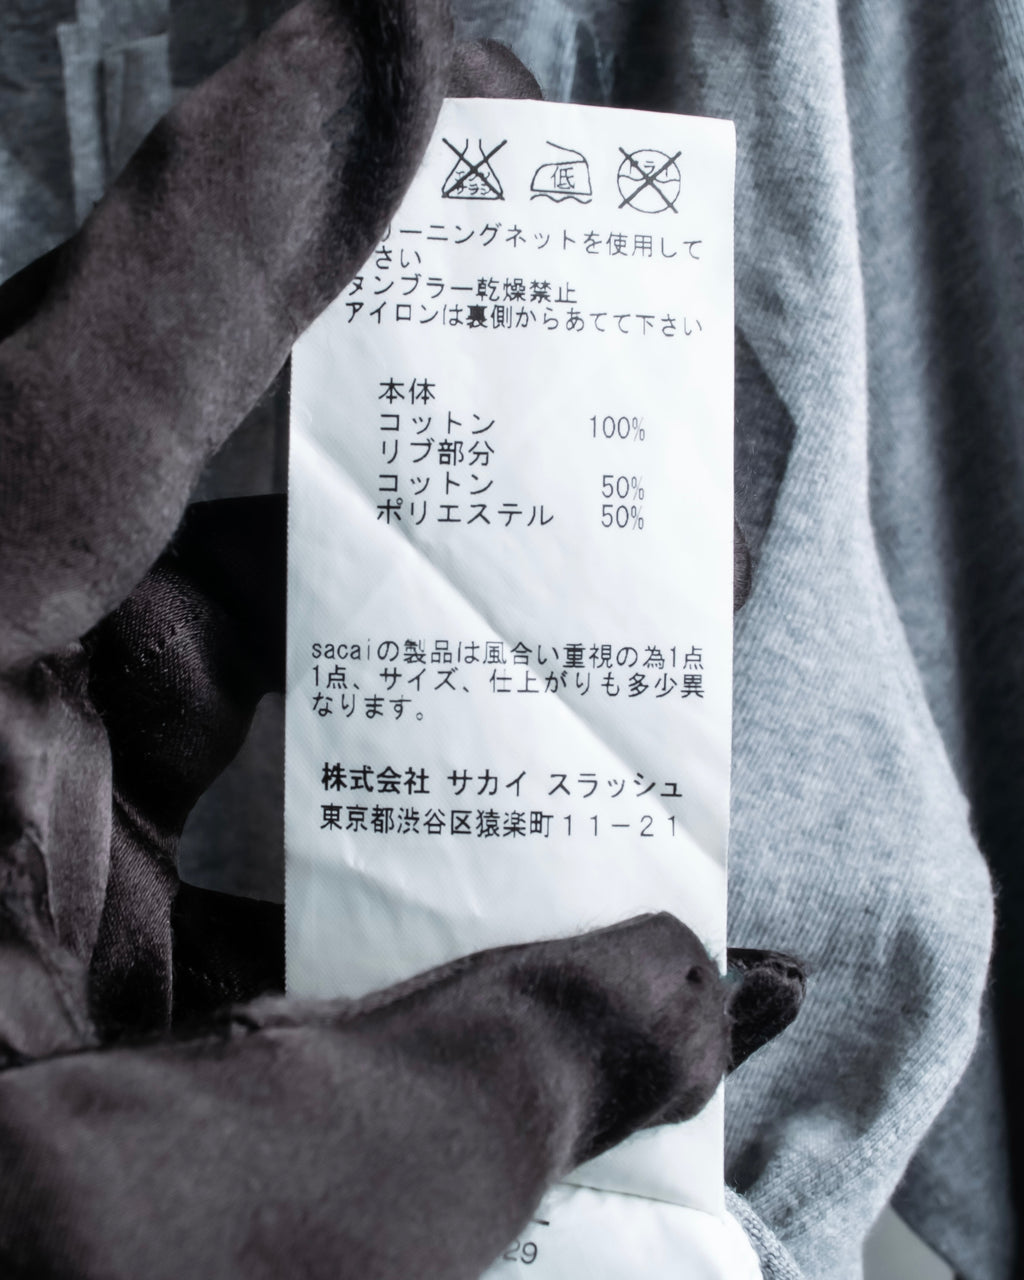 低
ドライ
リーニングネットを使用して
さい
タンブラー乾燥禁止
アイロンは裏側からあてて下さい
本体
コットン 100%
リブ部分
コットン 50%
ポリエステル 50%
sacaiの製品は風合い重視の為1点
1点、サイズ、仕上がりも多少異
なります。
株式会社 サカイ スラッシュ
東京都渋谷区猿楽町11－21
29